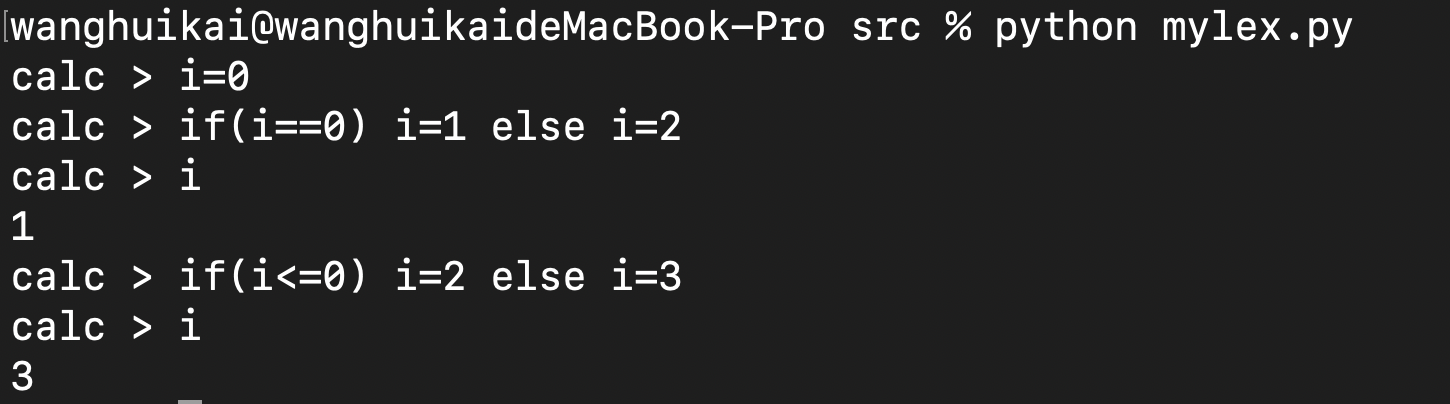 [wanghuikai@wanghuikaideMacBook-Pro src % python mylex.py
calc > i=0
calc > if(i==0) i=1 else i=2
calc > i
1
calc > if(i<=0) i=2 else i=3
calc > i
3